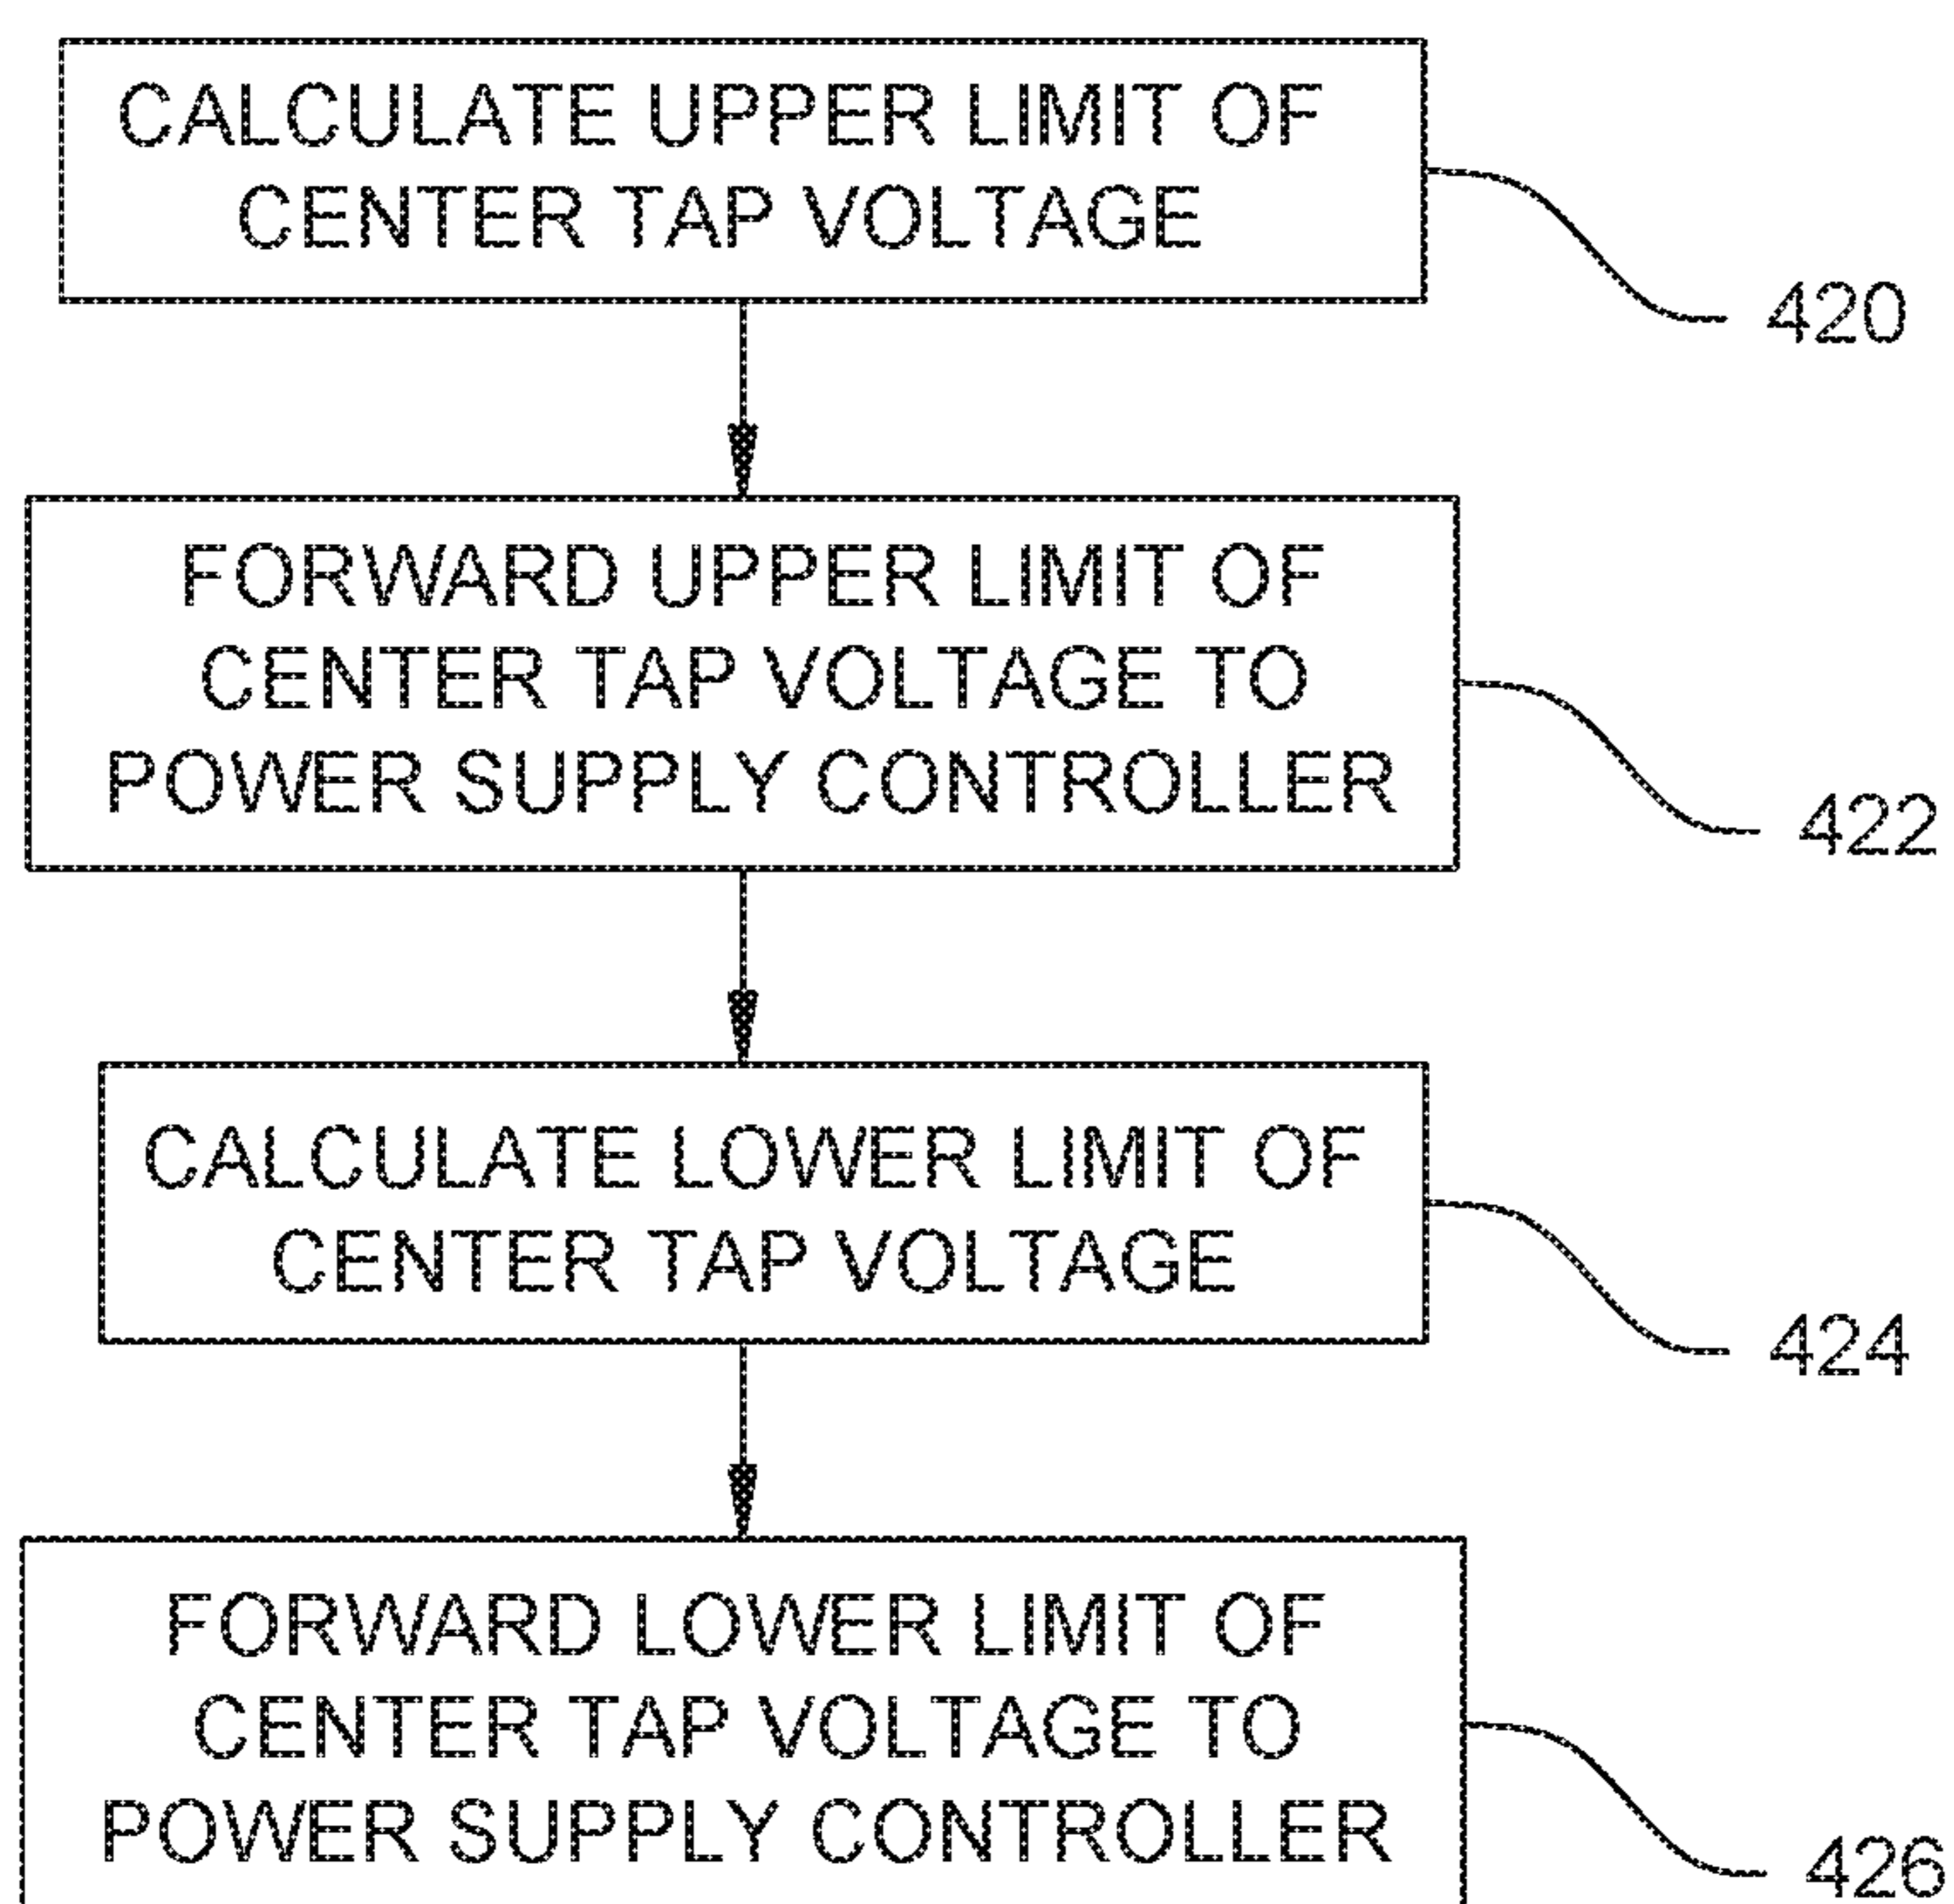 CALCULATE UPPER LIMIT OF
CENTER TAP VOLTAGE
420
FORWARD UPPER LIMIT OF
CENTER TAP VOLTAGE TO
POWER SUPPLY CONTROLLER
422
CALCULATE LOWER LIMIT OF
CENTER TAP VOLTAGE
424
FORWARD LOWER LIMIT OF
CENTER TAP VOLTAGE TO
POWER SUPPLY CONTROLLER
426